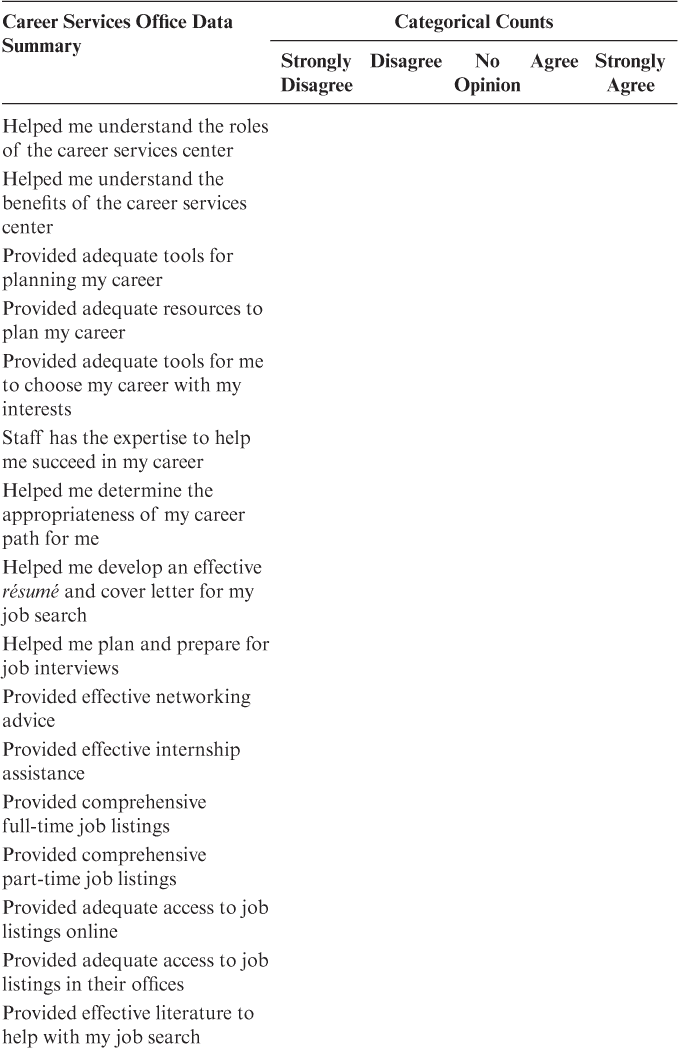 Career Services Office Data
Summary
Categorical Counts
Strongly
Disagree
Disagree
No
Opinion
Agree
Strongly
Agree
Helped me understand the roles
of the career services center
Helped me understand the
benefits of the career services
center
Provided adequate tools for
planning my career
Provided adequate resources to
plan my career
Provided adequate tools for me
to choose my career with my
interests
Staff has the expertise to help
me succeed in my career
Helped me determine the
appropriateness of my career
path for me
Helped me develop an effective
résumé and cover letter for my
job search
Helped me plan and prepare for
job interviews
Provided effective networking
advice
Provided effective internship
assistance
Provided comprehensive
full-time job listings
Provided comprehensive
part-time job listings
Provided adequate access to job
listings online
Provided adequate access to job
listings in their offices
Provided effective literature to
help with my job search